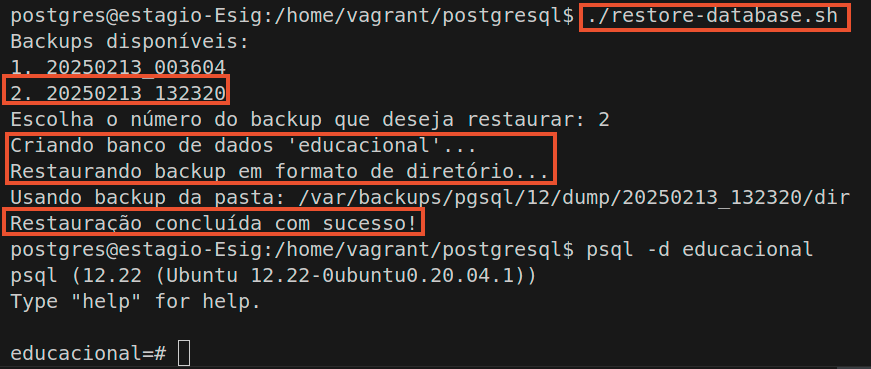 postgres@estagio-Esig:/home/vagrant/postgresql$ ./restore-database.sh
Backups disponíveis:
1. 20250213_003604
2. 20250213_132320
Escolha o número do backup que deseja restaurar: 2
Criando banco de dados 'educacional'...
Restaurando backup em formato de diretório...
Usando backup da pasta: /var/backups/pgsql/12/dump/20250213_132320/dir
Restauração concluída com sucesso!
postgres@estagio-Esig:/home/vagrant/postgresql$ psql -d educacional
psql (12.22 (Ubuntu 12.22-0ubuntu0.20.04.1))
Type "help" for help.
educacional=#